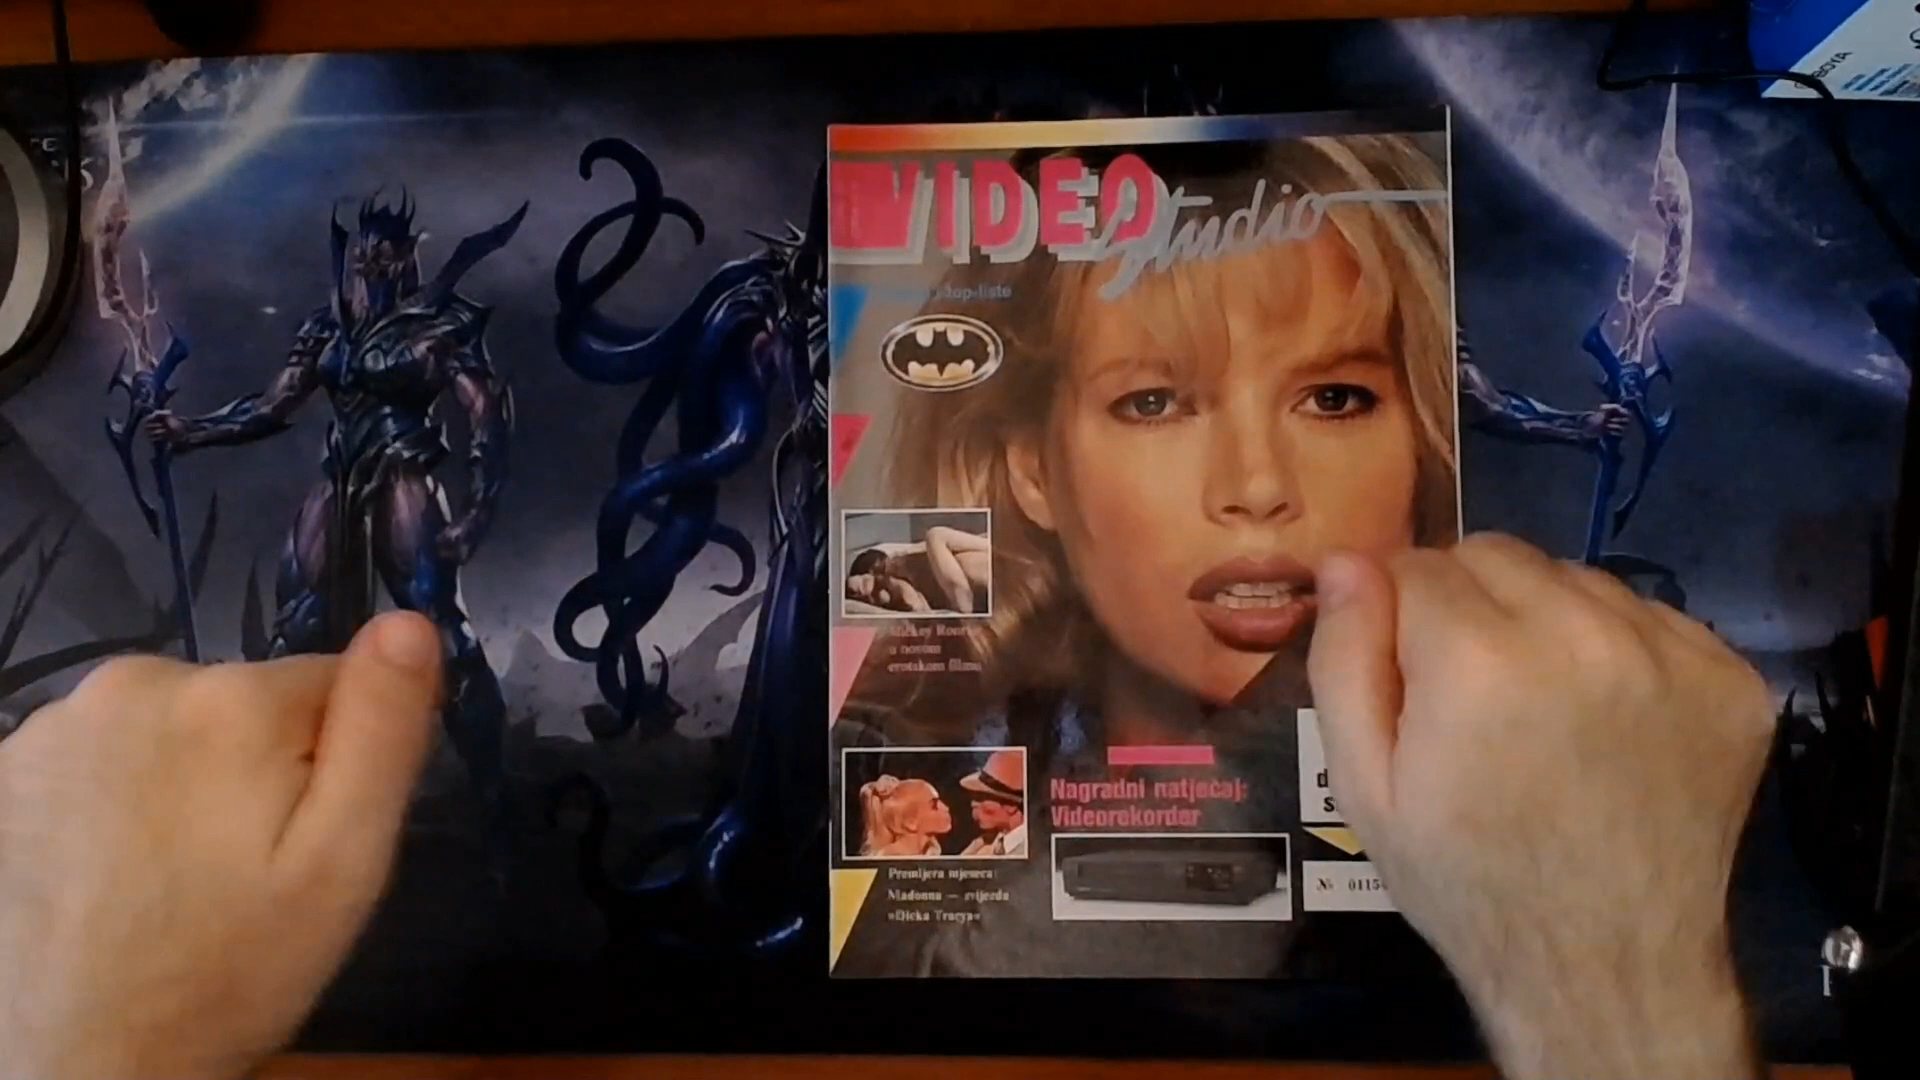 VIDEO
Studio
top-liste
Mickey Rourke
u novom
erotskom filmu
Nagradni natječaj:
Videorekorder
Premijera mjeseca:
Madonna — zvijezda
»Dicka Tracya«
№ 0115